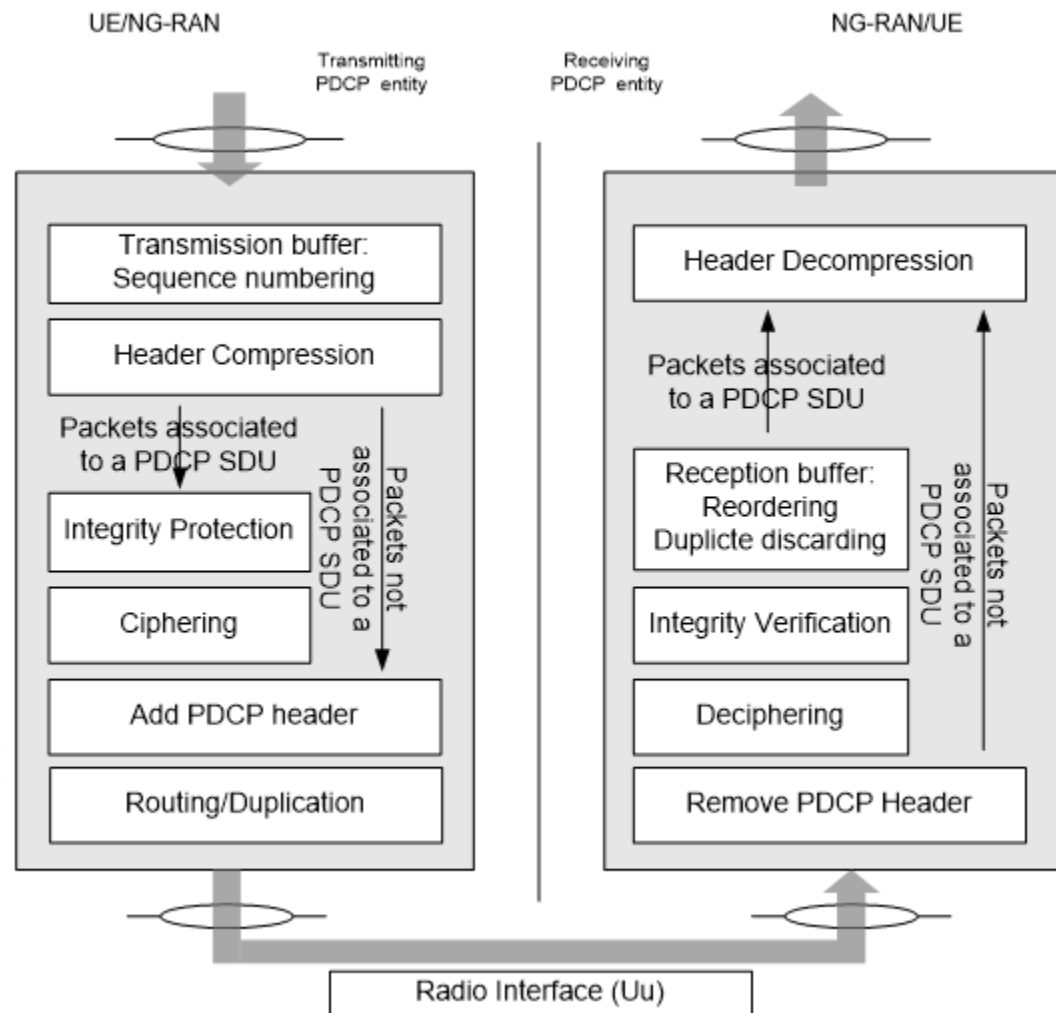 UE/NG-RAN
NG-RAN/UE
Transmitting
PDCP entity
Receiving
PDCP entity
Transmission buffer:
Sequence numbering
Header Compression
Packets associated
to a PDCP SDU
Packets not
associated to a
PDCP SDU
Integrity Protection
Ciphering
Add PDCP header
Routing/Duplication
Header Decompression
Packets associated
to a PDCP SDU
Reception buffer:
Reordering
Duplicte discarding
Packets not
associated to a
PDCP SDU
Integrity Verification
Deciphering
Remove PDCP Header
Radio Interface (Uu)